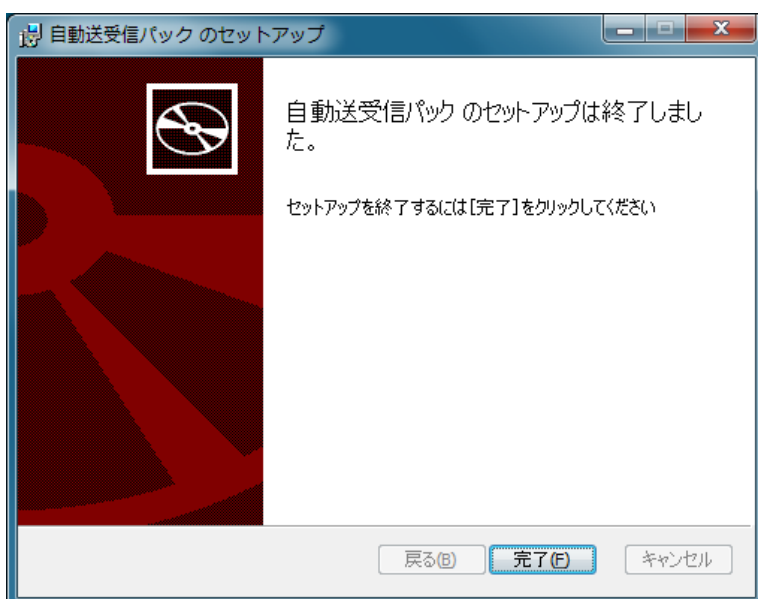 自動送受信パック のセットアップ
自動送受信パック のセットアップは終了しまし
た。
セットアップを終了するには[完了]をクリックしてください
戻る(B) 完了(F) キャンセル